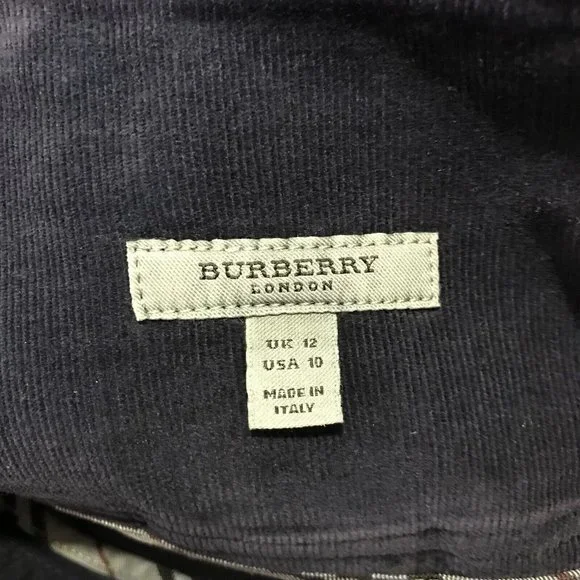 BURBERRY
LONDON
UK 12
USA 10
MADE IN
ITALY